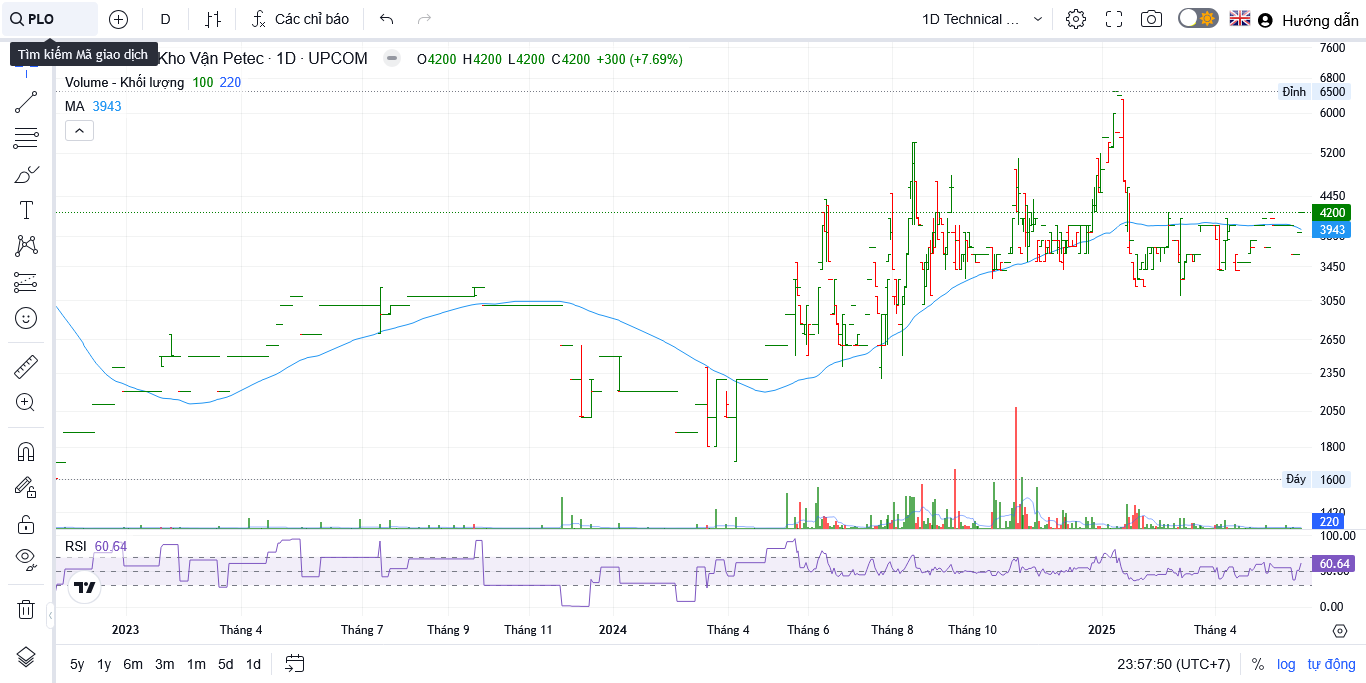 PLO
D
Các chỉ báo
1D Technical ...
Hướng dẫn
Tìm kiếm Mã giao dịch
Kho Vận Petec · 1D · UPCOM
O4200 H4200 L4200 C4200 +300 (+7.69%)
Volume - Khối lượng 100 220
MA 3943
7600
6800
Đỉnh 6500
6000
5200
4450
4200
3943
3450
3050
2650
2350
2050
1800
Đáy 1600
220
100.00
RSI 60.64
60.64
0.00
2023 Tháng 4 Tháng 7 Tháng 9 Tháng 11 2024 Tháng 4 Tháng 6 Tháng 8 Tháng 10 2025 Tháng 4
5y 1y 6m 3m 1m 5d 1d
23:57:50 (UTC+7) % log tự động